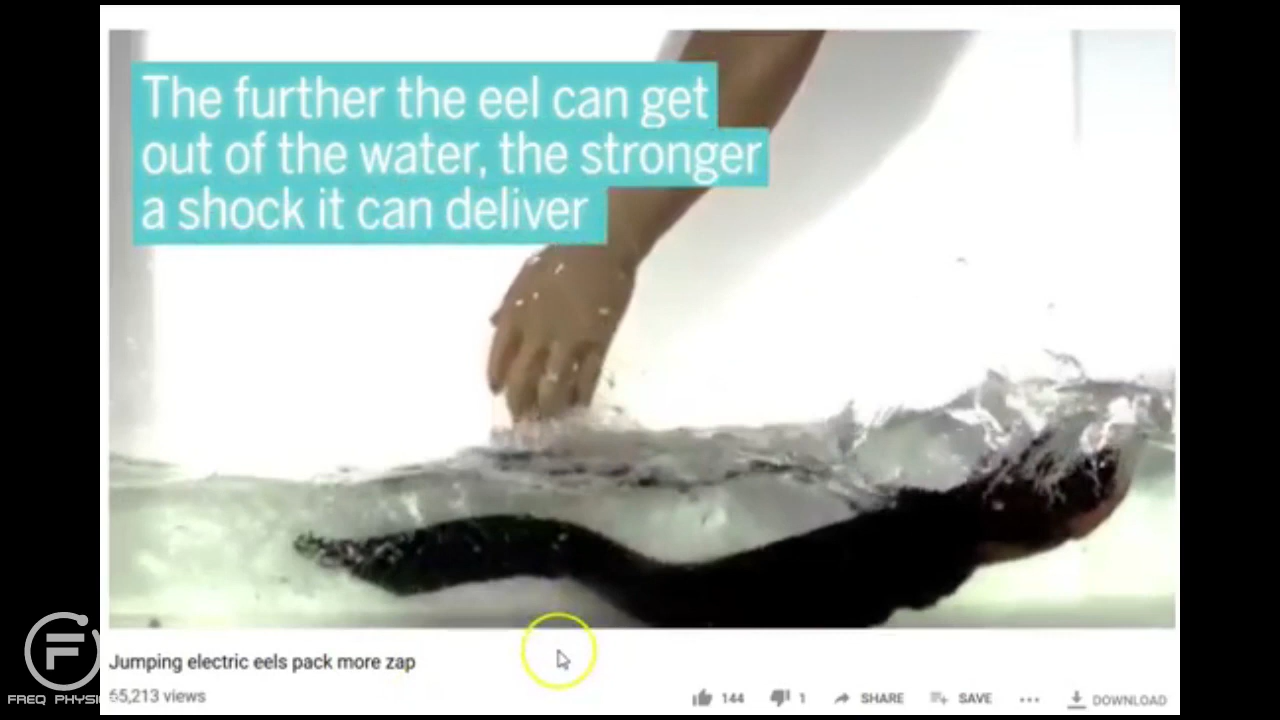 The further the eel can get
out of the water, the stronger
a shock it can deliver
Jumping electric eels pack more zap
65,213 views
144
1
SHARE
SAVE
DOWNLOAD
F
FREQ PHYSI